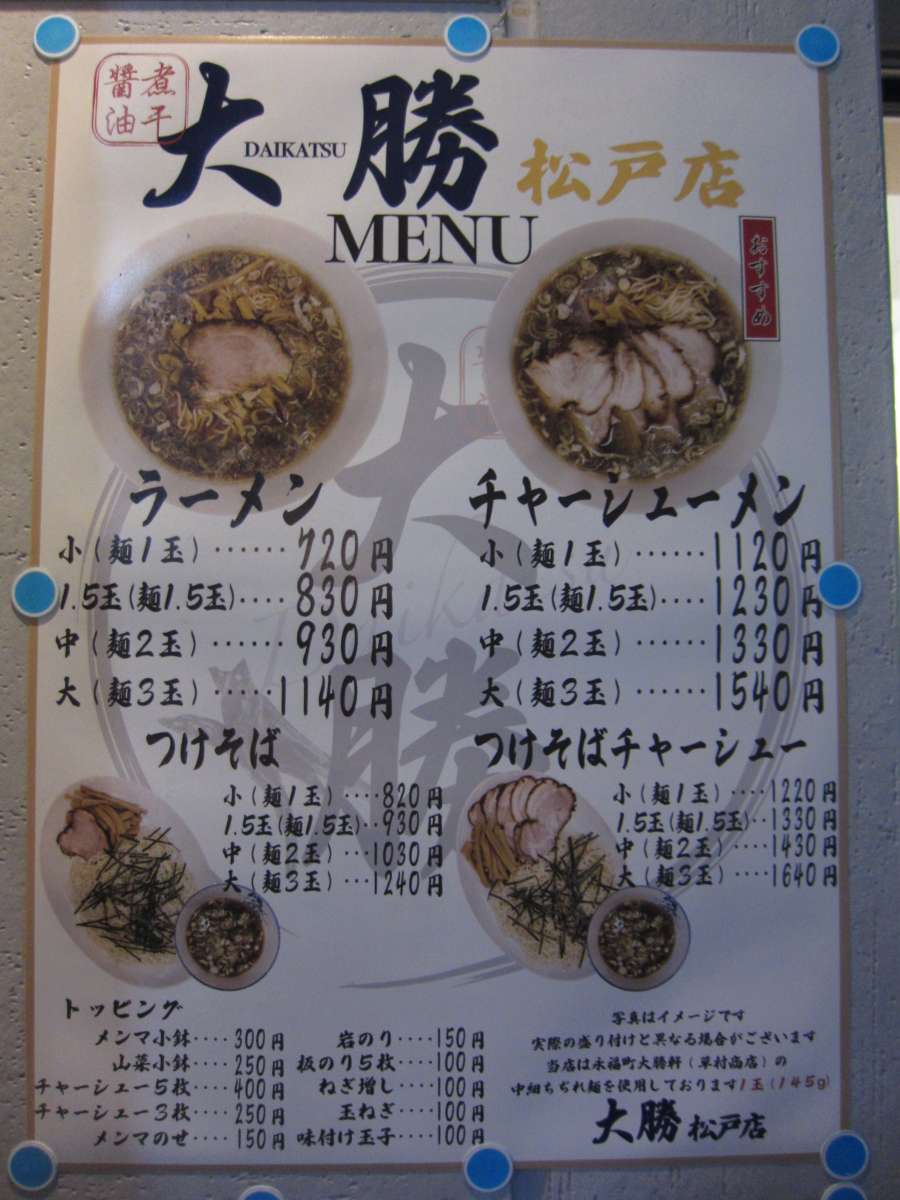 煮干
醤油
大勝
DAIKATSU
松戸店
MENU
おすすめ
ラーメン
小(麺1玉)······720円
1.5玉(麺1.5玉)····830円
中(麺2玉)······930円
大(麺3玉)·····1140円
チャーシューメン
小(麺1玉)······1120円
1.5玉(麺1.5玉)····1230円
中(麺2玉)······1330円
大(麺3玉)······1540円
つけそば
小(麺1玉)····820円
1.5玉(麺1.5玉)··930円
中(麺2玉)···1030円
大(麺3玉)···1240円
つけそばチャーシュー
小(麺1玉)····1220円
1.5玉(麺1.5玉)··1330円
中(麺2玉)····1430円
大(麺3玉)···1640円
トッピング
メンマ小鉢····300円
山菜小鉢····250円
チャーシュー5枚····400円
チャーシュー3枚····250円
メンマのせ····150円
岩のり····150円
板のり5枚····100円
ねぎ増し····100円
玉ねぎ····100円
味付け玉子····100円
写真はイメージです
実際の盛り付けと異なる場合がございます
当店は永福町大勝軒(草村商店)の
中細ちぢれ麺を使用しております1玉(145g)
大勝 松戸店